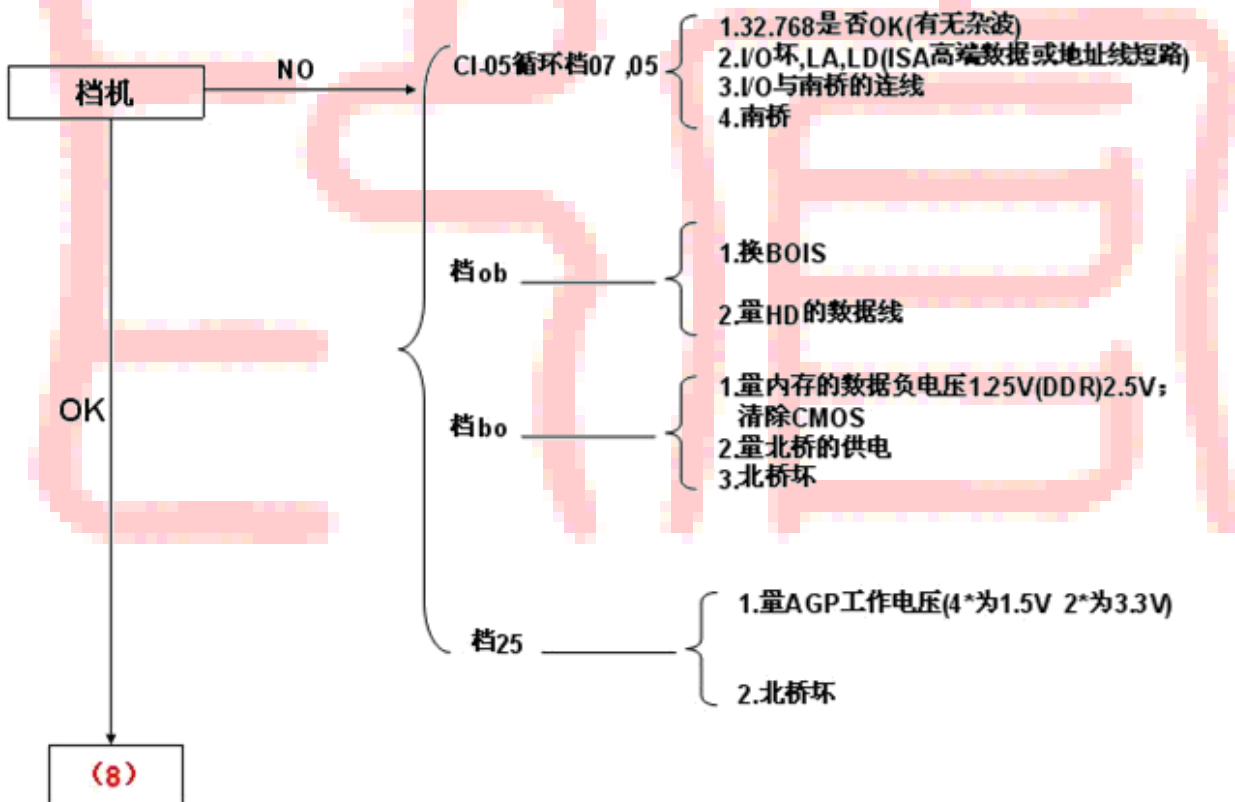 档机
NO
CI-05循环档07 ,05
1.32.768是否OK(有无杂波)
2.I/O坏,LA,LD(ISA高端数据或地址线短路)
3.I/O与南桥的连线
4.南桥
档ob
1.换BOIS
2.量HD的数据线
OK
档bo
1.量内存的数据负电压1.25V(DDR)2.5V；
清除CMOS
2.量北桥的供电
3.北桥坏
档25
1.量AGP工作电压(4*为1.5V 2*为3.3V)
2.北桥坏
（8）